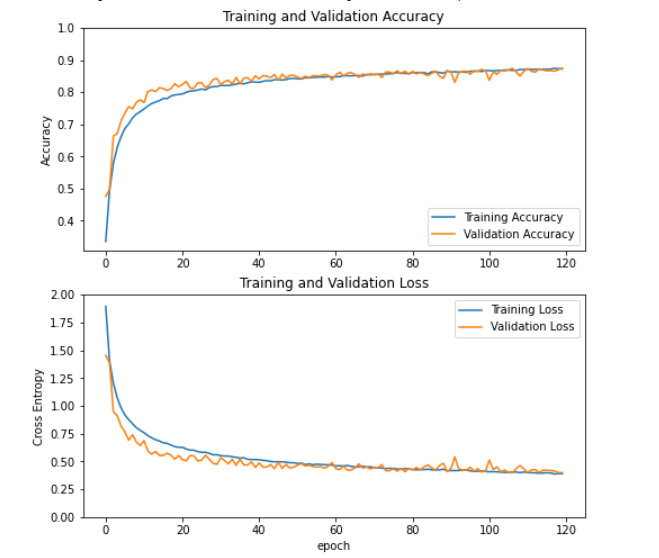 Training and Validation Accuracy
1.0
0.9
0.8
0.7
0.6
0.5
0.4
Accuracy
Training Accuracy
Validation Accuracy
0 20 40 60 80 100 120
Training and Validation Loss
2.00
1.75
1.50
1.25
1.00
0.75
0.50
0.25
0.00
Cross Entropy
Training Loss
Validation Loss
0 20 40 60 80 100 120
epoch